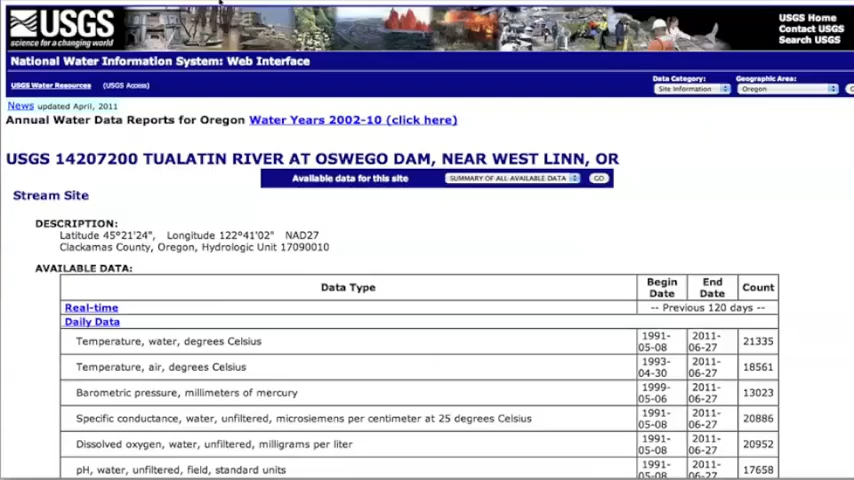 USGS
science for a changing world
USGS Home
Contact USGS
Search USGS
National Water Information System: Web Interface
USGS Water Resources (USGS Access)
Data Category:
Site Information
Geographic Area:
Oregon
News updated April, 2011
Annual Water Data Reports for Oregon Water Years 2002-10 (click here)
USGS 14207200 TUALATIN RIVER AT OSWEGO DAM, NEAR WEST LINN, OR
Available data for this site SUMMARY OF ALL AVAILABLE DATA GO
Stream Site
DESCRIPTION:
Latitude 45°21'24", Longitude 122°41'02" NAD27
Clackamas County, Oregon, Hydrologic Unit 17090010
AVAILABLE DATA:
Data Type Begin Date End Date Count
Real-time -- Previous 120 days --
Daily Data
Temperature, water, degrees Celsius 1991-05-08 2011-06-27 21335
Temperature, air, degrees Celsius 1993-04-30 2011-06-27 18561
Barometric pressure, millimeters of mercury 1999-05-06 2011-06-27 13023
Specific conductance, water, unfiltered, microsiemens per centimeter at 25 degrees Celsius 1991-05-08 2011-06-27 20886
Dissolved oxygen, water, unfiltered, milligrams per liter 1991-05-08 2011-06-27 20952
pH, water, unfiltered, field, standard units 1991-05-08 2011-06-27 17658